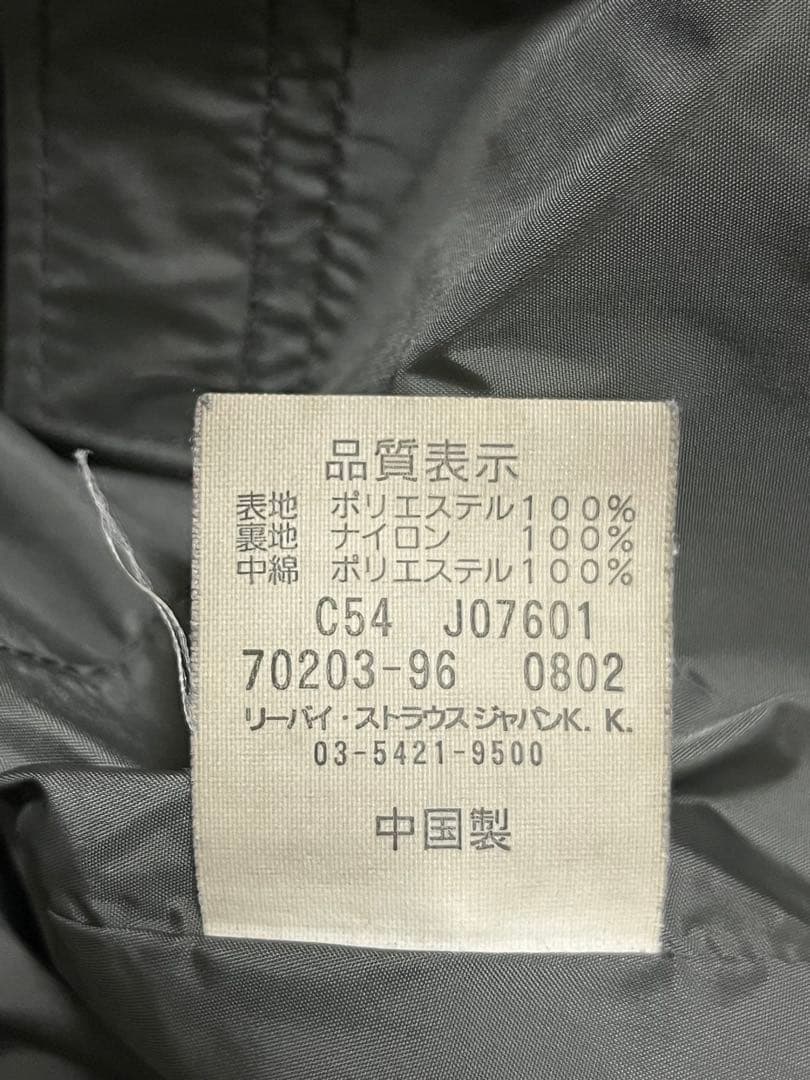 品質表示
表地 ポリエステル100%
裏地 ナイロン 100%
中綿 ポリエステル100%
C54 J07601
70203-96 0802
リーバイ・ストラウスジャパンK.K.
03-5421-9500
中国製